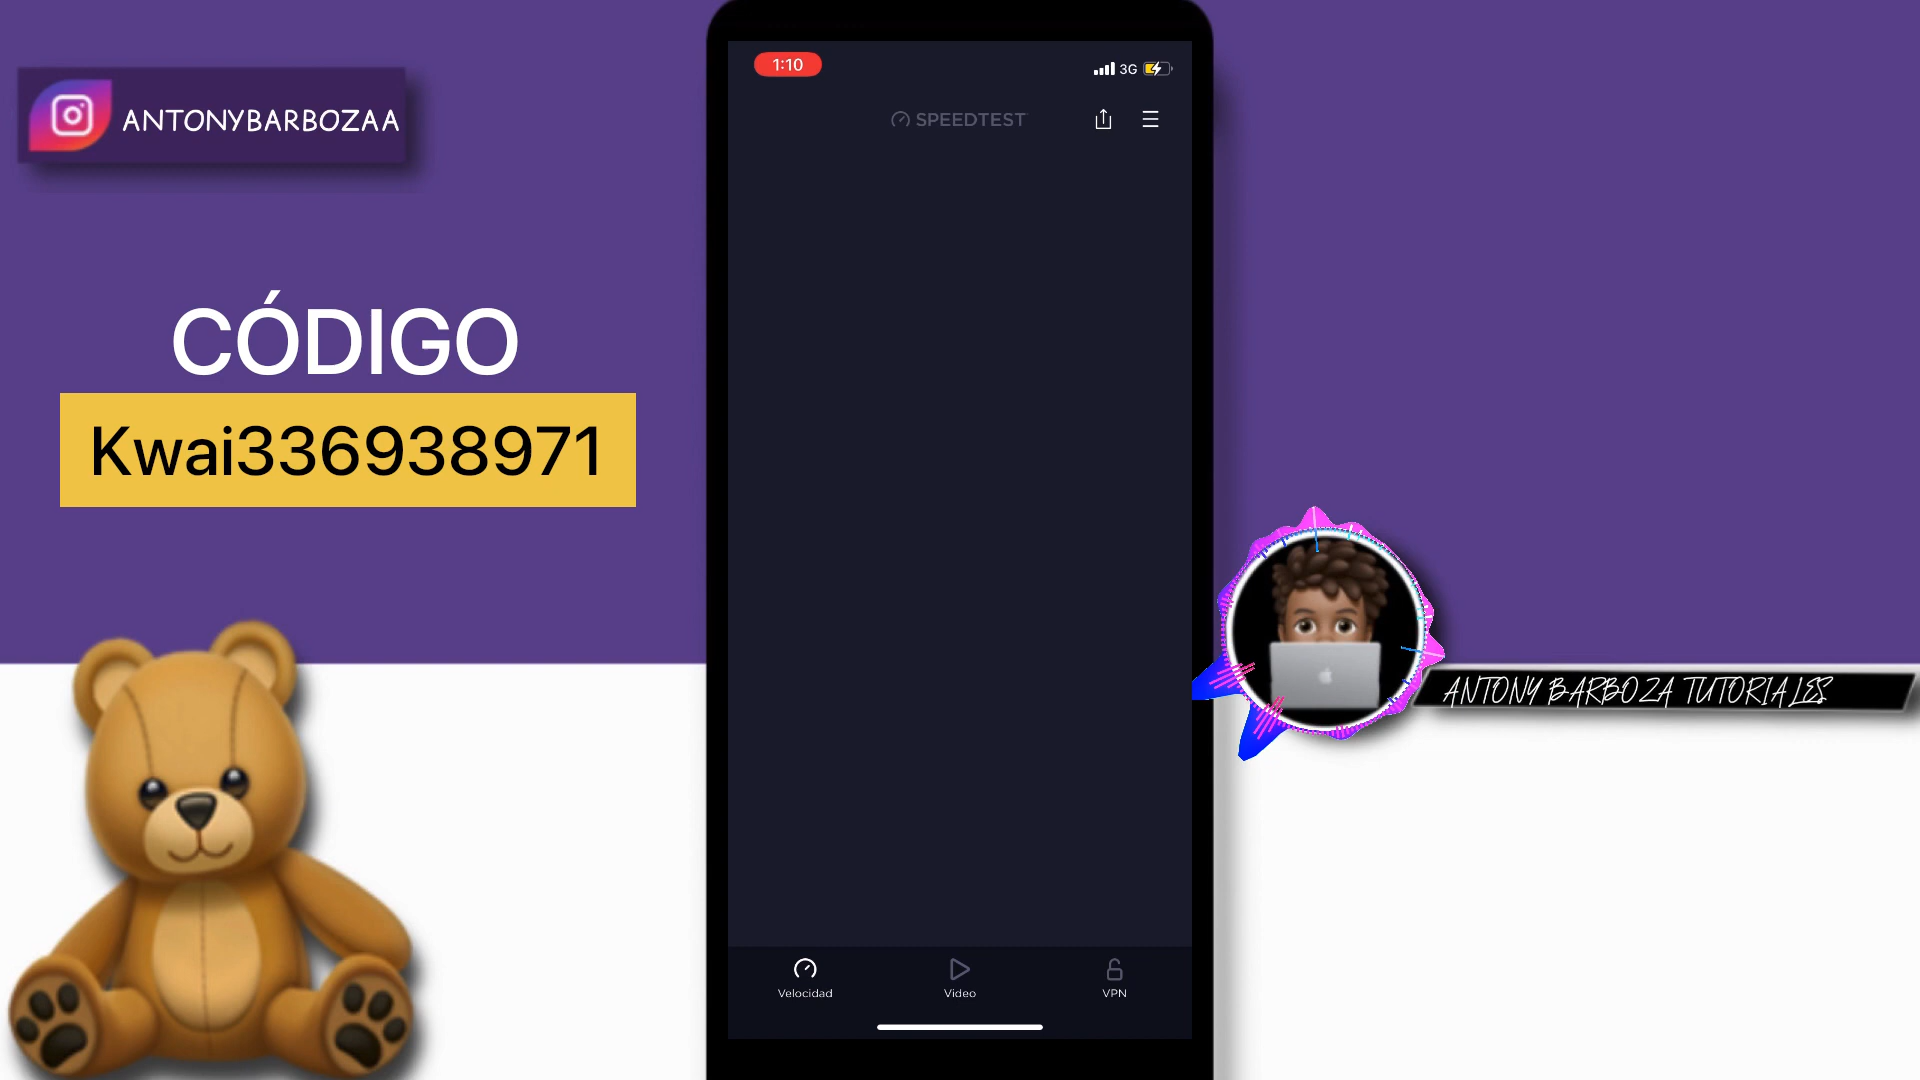 ANTONYBARBOZAA
CÓDIGO
Kwai336938971
1:10
3G
SPEEDTEST
Velocidad
Video
VPN
ANTONY BARBOZA TUTORIALES